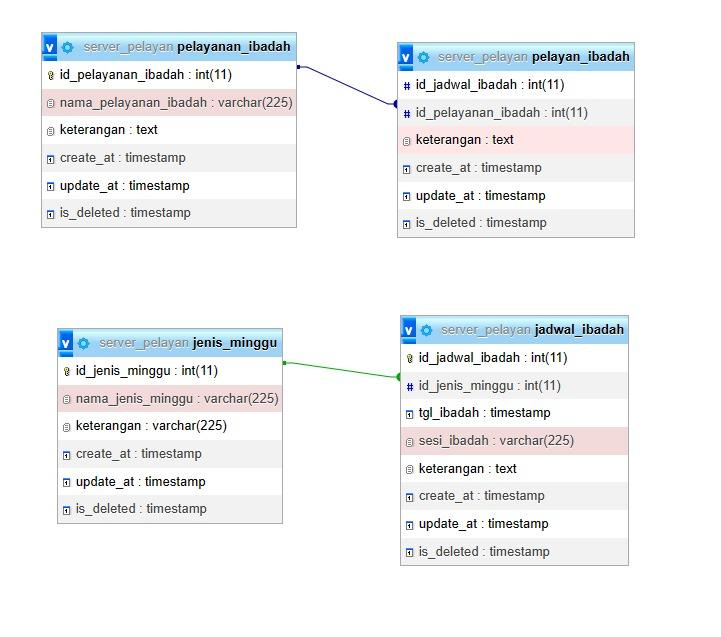 v server_pelayan pelayanan_ibadah
id_pelayanan_ibadah : int(11)
nama_pelayanan_ibadah : varchar(225)
keterangan : text
create_at : timestamp
update_at : timestamp
is_deleted : timestamp
v server_pelayan pelayan_ibadah
# id_jadwal_ibadah : int(11)
# id_pelayanan_ibadah : int(11)
keterangan : text
create_at : timestamp
update_at : timestamp
is_deleted : timestamp
v server_pelayan jenis_minggu
id_jenis_minggu : int(11)
nama_jenis_minggu : varchar(225)
keterangan : varchar(225)
create_at : timestamp
update_at : timestamp
is_deleted : timestamp
v server_pelayan jadwal_ibadah
id_jadwal_ibadah : int(11)
# id_jenis_minggu : int(11)
tgl_ibadah : timestamp
sesi_ibadah : varchar(225)
keterangan : text
create_at : timestamp
update_at : timestamp
is_deleted : timestamp